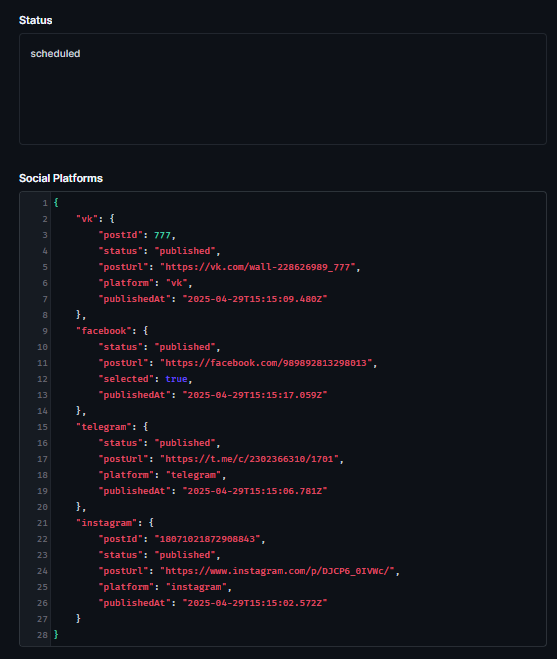 Status
scheduled
Social Platforms
1 {
2 "vk": {
3 "postId": 777,
4 "status": "published",
5 "postUrl": "https://vk.com/wall-228626989_777",
6 "platform": "vk",
7 "publishedAt": "2025-04-29T15:15:09.480Z"
8 },
9 "facebook": {
10 "status": "published",
11 "postUrl": "https://facebook.com/989892813298013",
12 "selected": true,
13 "publishedAt": "2025-04-29T15:15:17.059Z"
14 },
15 "telegram": {
16 "status": "published",
17 "postUrl": "https://t.me/c/2302366310/1701",
18 "platform": "telegram",
19 "publishedAt": "2025-04-29T15:15:06.781Z"
20 },
21 "instagram": {
22 "postId": "18071021872908843",
23 "status": "published",
24 "postUrl": "https://www.instagram.com/p/DJCP6_0IVWc/",
25 "platform": "instagram",
26 "publishedAt": "2025-04-29T15:15:02.572Z"
27 }
28 }